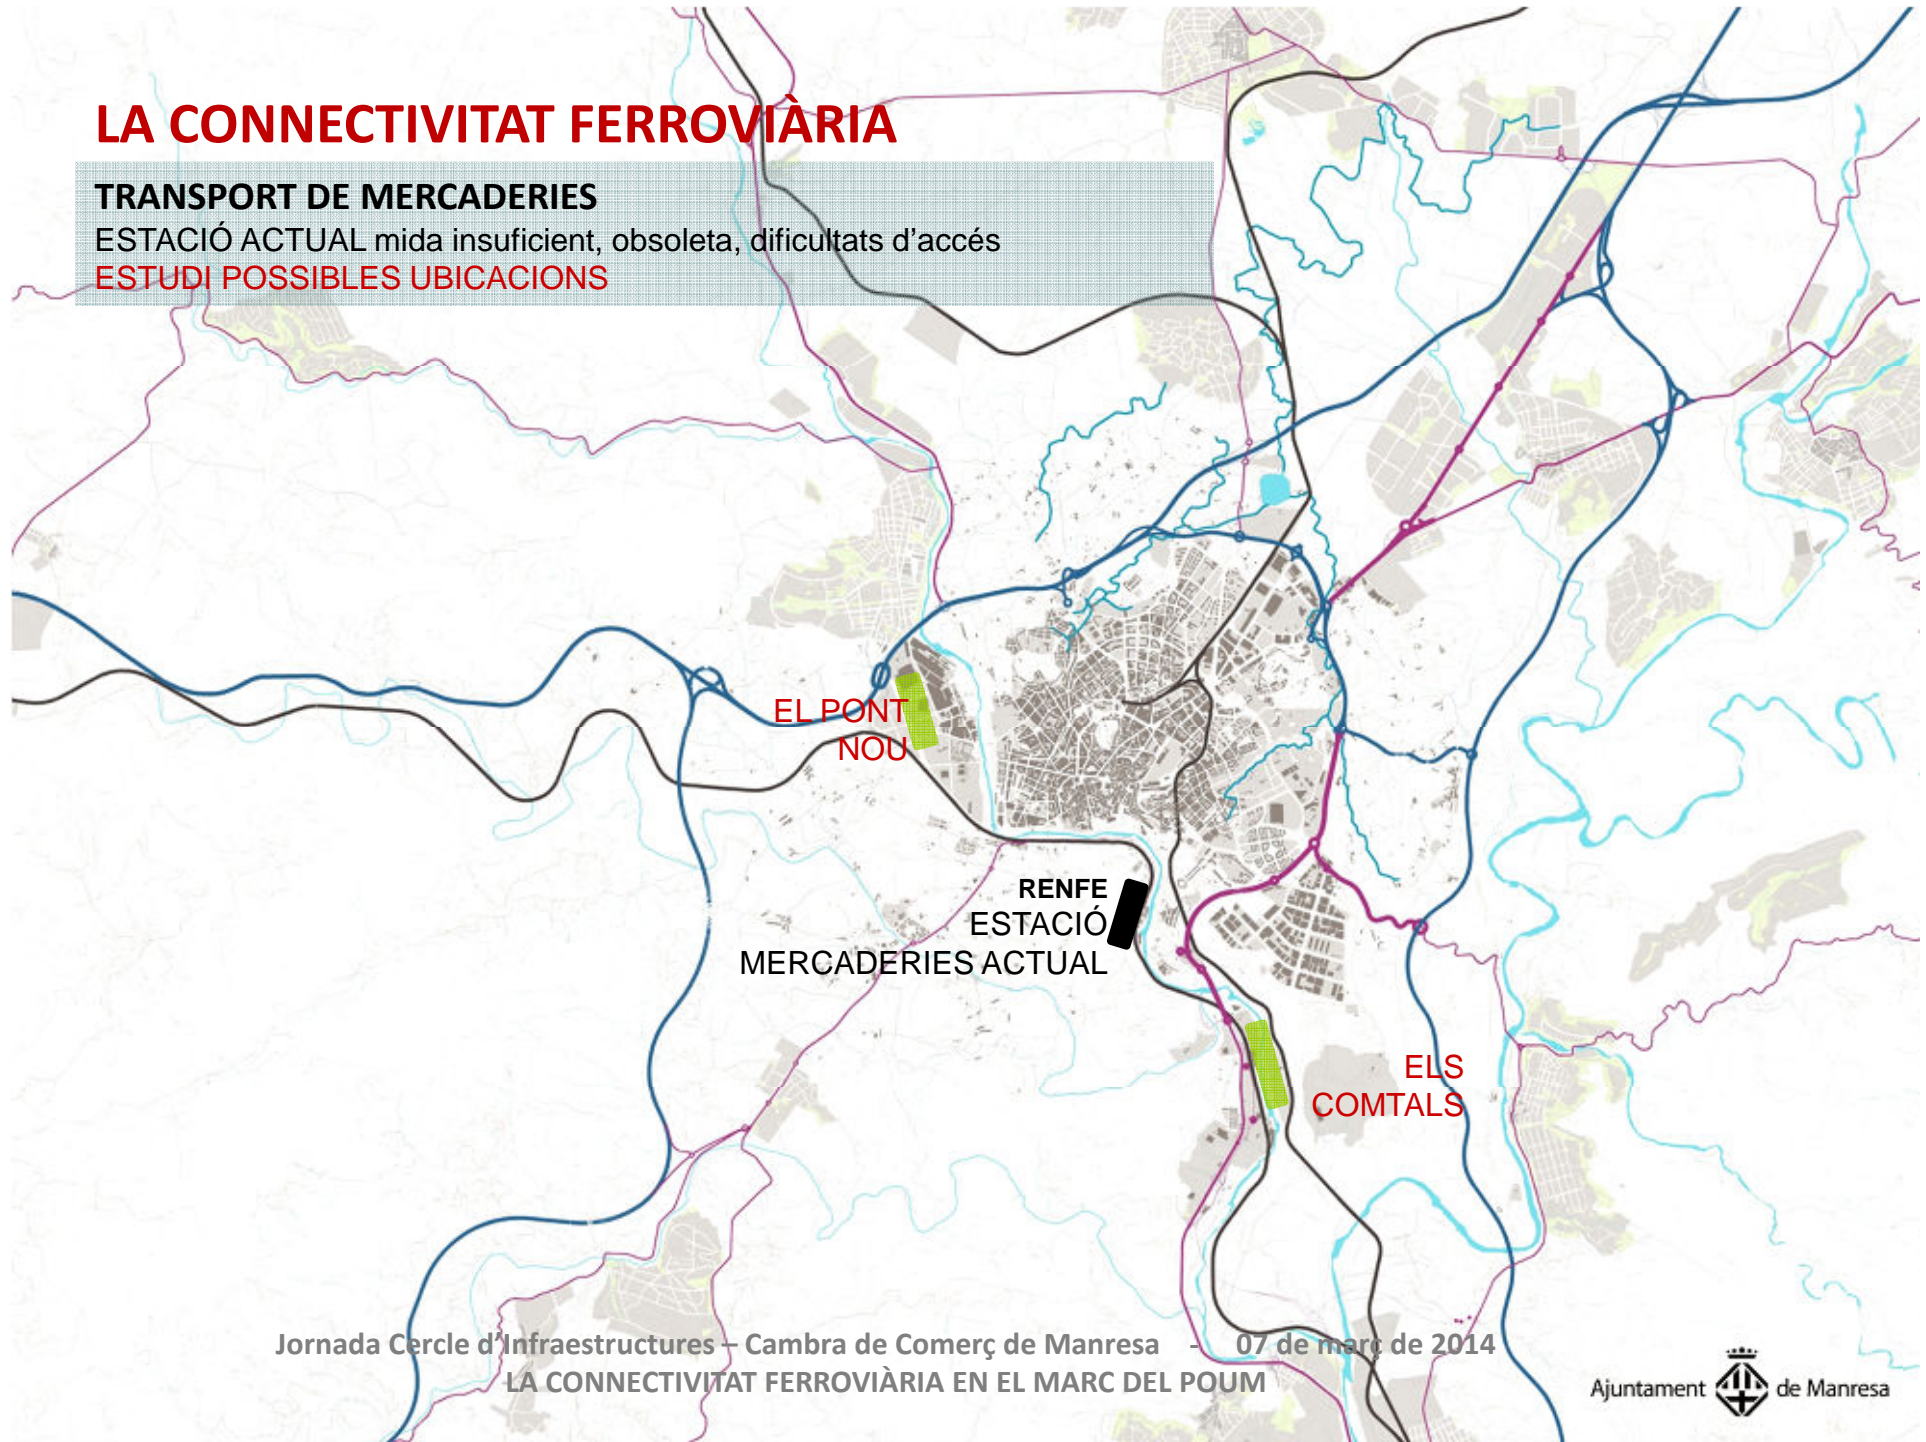 LA CONNECTIVITAT FERROVIÀRIA
TRANSPORT DE MERCADERIES
ESTACIÓ ACTUAL mida insuficient, obsoleta, dificultats d'accés
ESTUDI POSSIBLES UBICACIONS
EL PONT
NOU
RENFE
ESTACIÓ
MERCADERIES ACTUAL
ELS
COMTALS
Jornada Cercle d'Infraestructures – Cambra de Comerç de Manresa - 07 de març de 2014
LA CONNECTIVITAT FERROVIÀRIA EN EL MARC DEL POUM
Ajuntament de Manresa